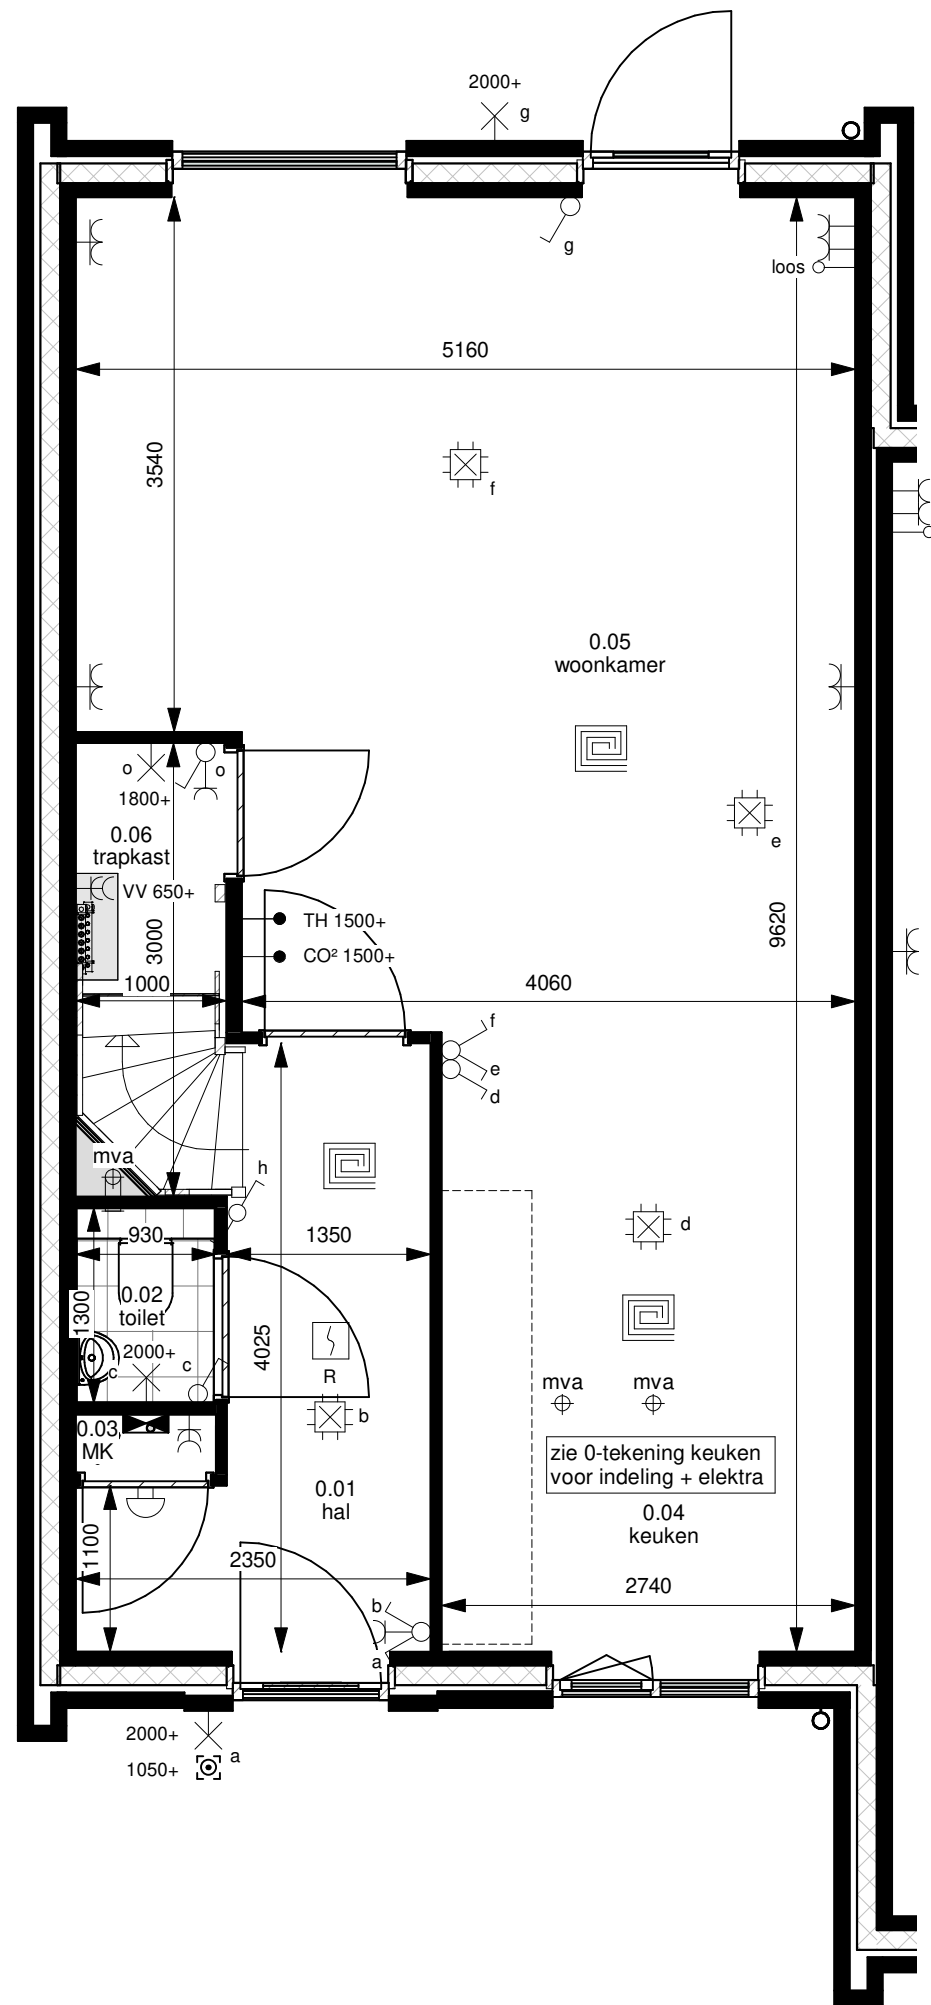 2000+
g
g
loos
5160
3540
f
0.05
woonkamer
o
o
1800+
0.06
trapkast
e
VV 650+
9620
TH 1500+
3000
CO² 1500+
1000
4060
f
e
d
mva
h
d
930
1350
0.02
toilet
1300
4025
2000+
c
c
R
mva
mva
b
0.03
MK
zie 0-tekening keuken
voor indeling + elektra
0.01
hal
0.04
keuken
1100
2350
2740
b
a
2000+
a
1050+